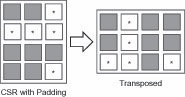 Transposed
CSR with Padding